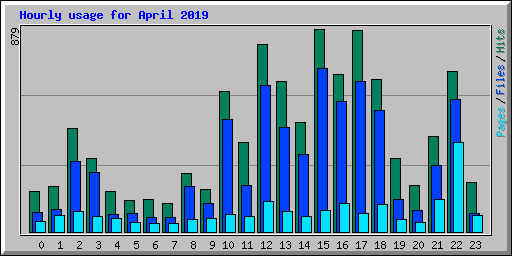 Hourly usage for April 2019
879
Pages / Files / Hits
0 1 2 3 4 5 6 7 8 9 10 11 12 13 14 15 16 17 18 19 20 21 22 23